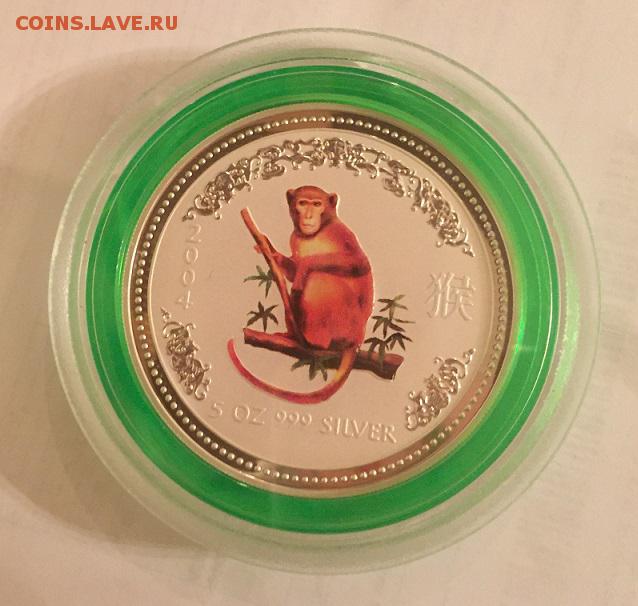 COINS.LAVE.RU
2004
猴
5 OZ 999 SILVER